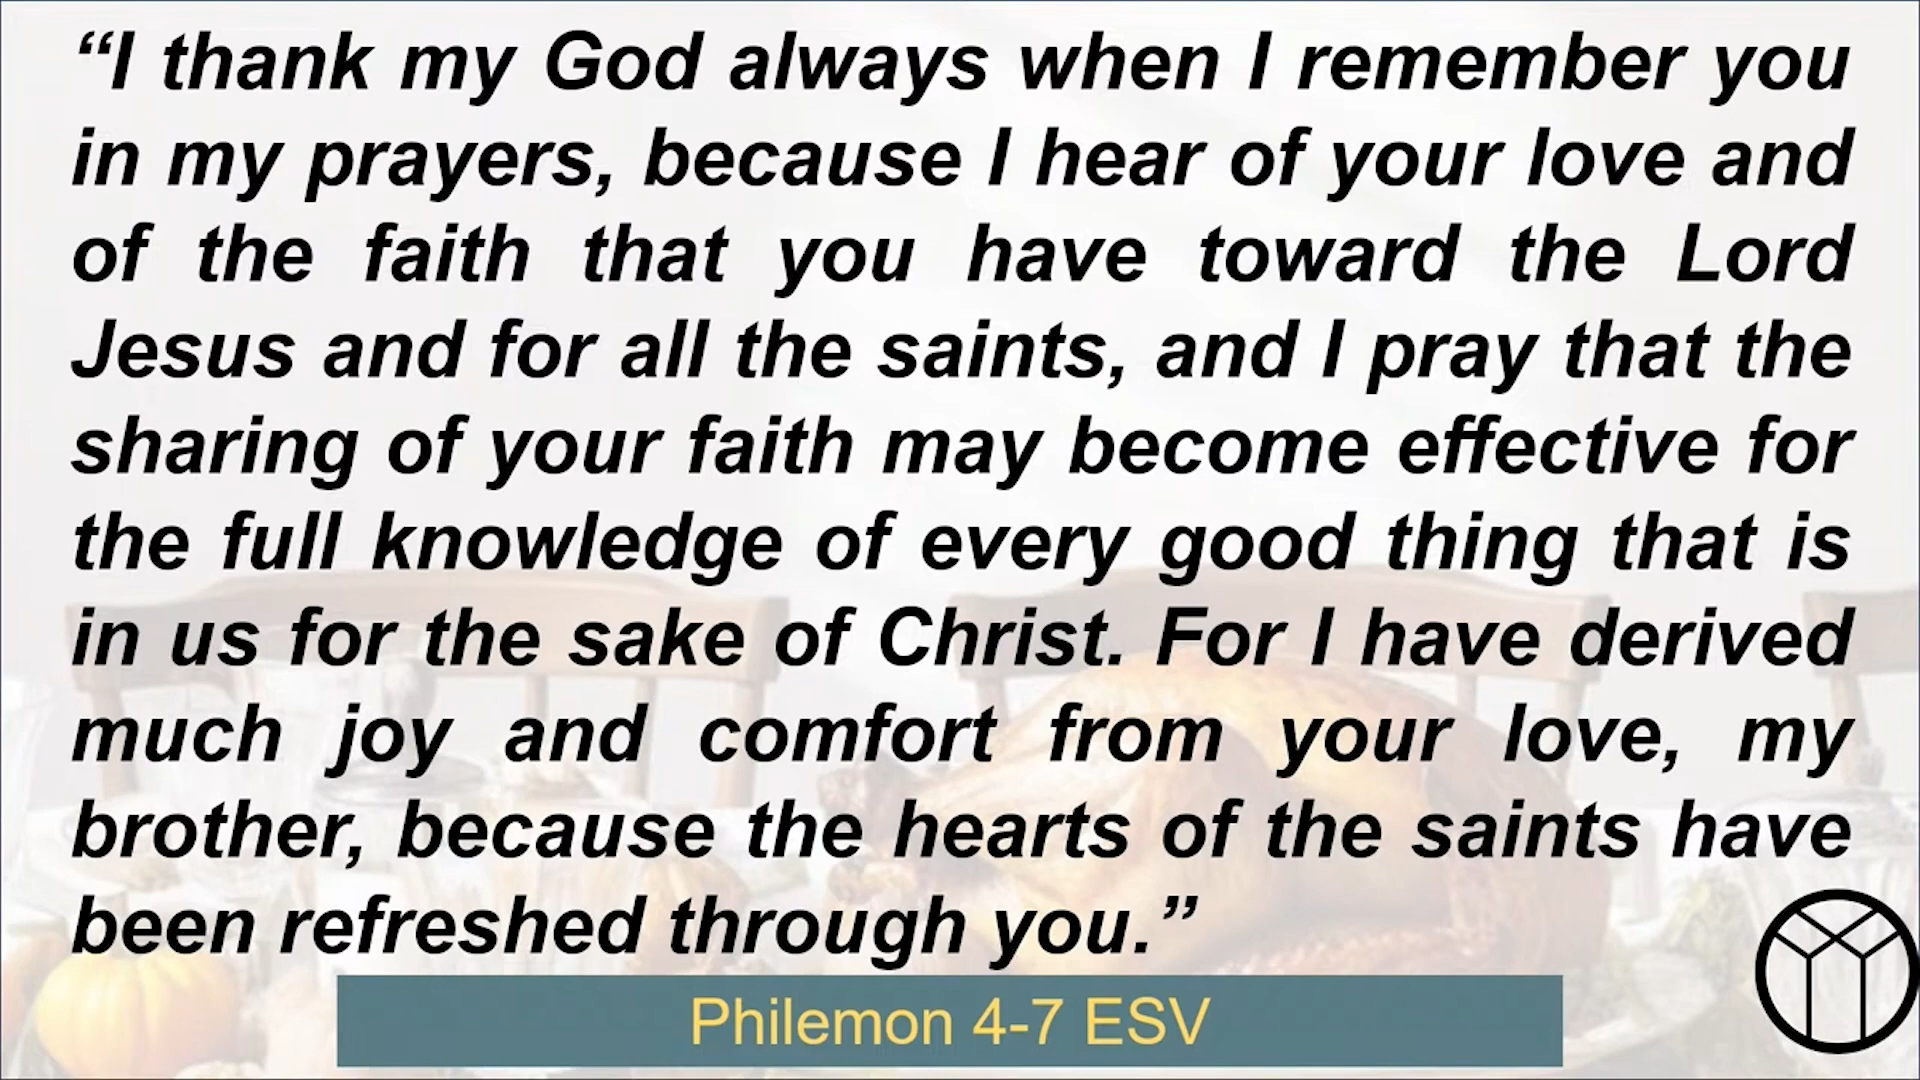 “I thank my God always when I remember you
in my prayers, because I hear of your love and
of the faith that you have toward the Lord
Jesus and for all the saints, and I pray that the
sharing of your faith may become effective for
the full knowledge of every good thing that is
in us for the sake of Christ. For I have derived
much joy and comfort from your love, my
brother, because the hearts of the saints have
been refreshed through you.”
Philemon 4-7 ESV